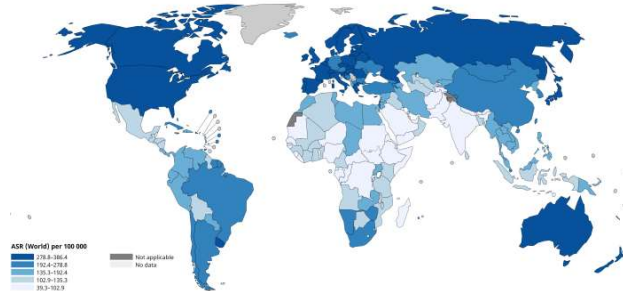 ASR (World) per 100 000
278.8–386.4
192.4–278.8
135.3–192.4
102.9–135.3
39.3–102.9
Not applicable
No data